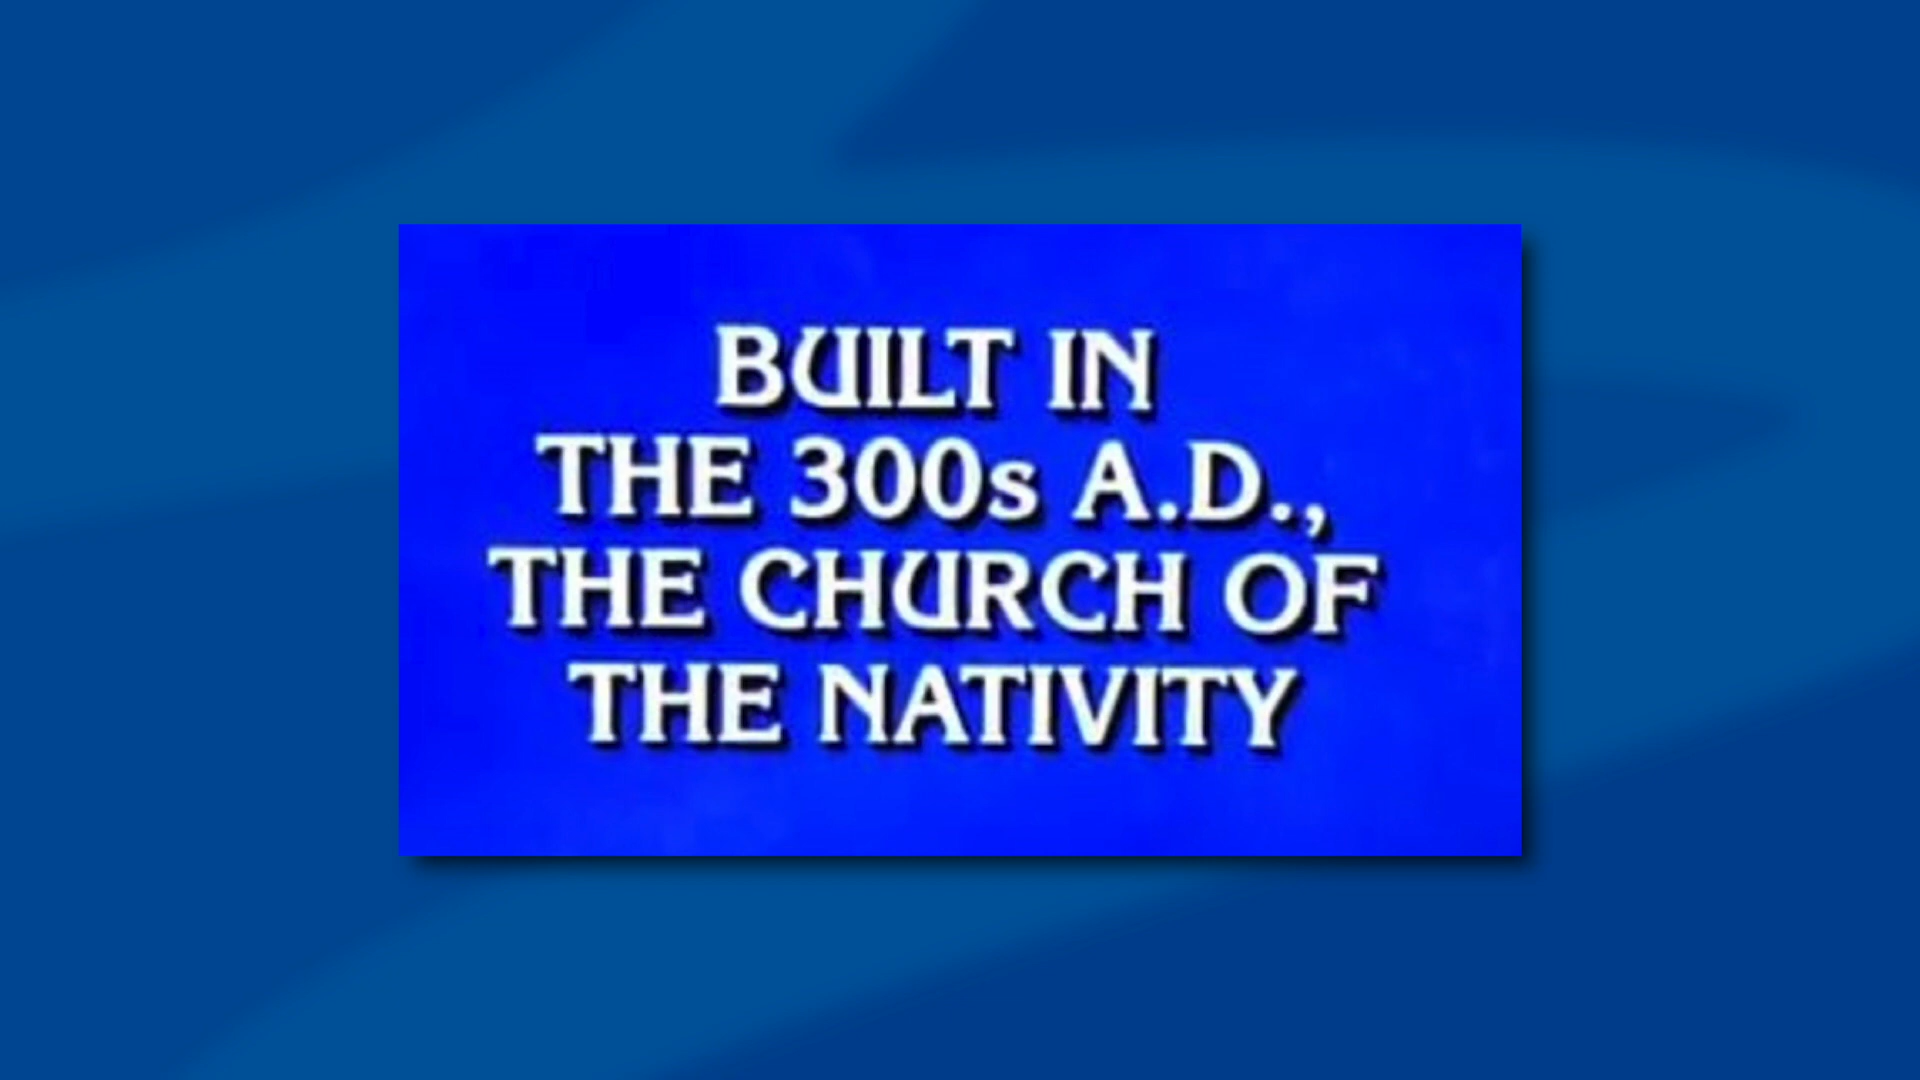 BUILT IN
THE 300s A.D.,
THE CHURCH OF
THE NATIVITY